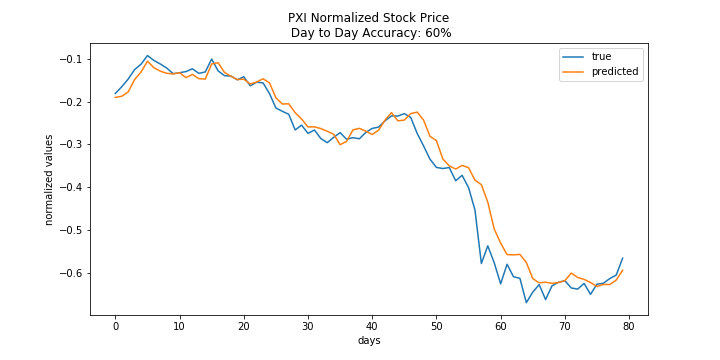 PXI Normalized Stock Price
Day to Day Accuracy: 60%
true
predicted
normalized values
−0.1
−0.2
−0.3
−0.4
−0.5
−0.6
0 10 20 30 40 50 60 70 80
days